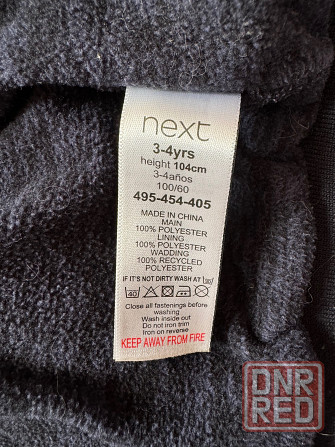 next
3-4yrs
height 104cm
3-4años
100/60
495-454-405
MADE IN CHINA
MAIN
100% POLYESTER
LINING
100% POLYESTER
WADDING
100% RECYCLED
POLYESTER
IF IT'S NOT DIRTY WASH AT 30
40
Close all fastenings before
washing
Wash inside out
Do not iron trim
Iron on reverse
KEEP AWAY FROM FIRE
DNR
RED